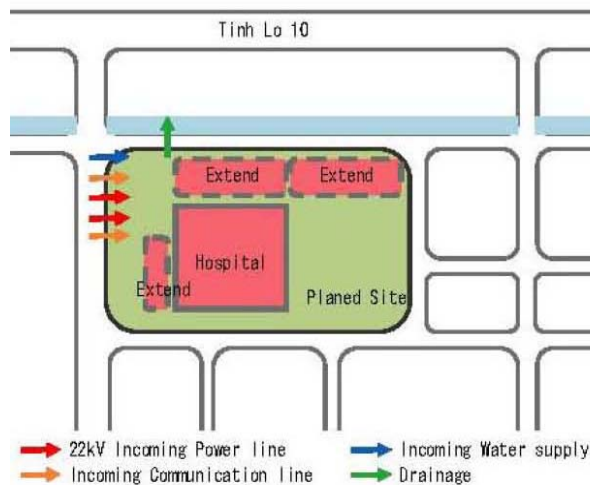 Tinh Lo 10
Extend Extend
Hospital
Extend
Planed Site
22kV Incoming Power line
Incoming Water supply
Incoming Communication line
Drainage